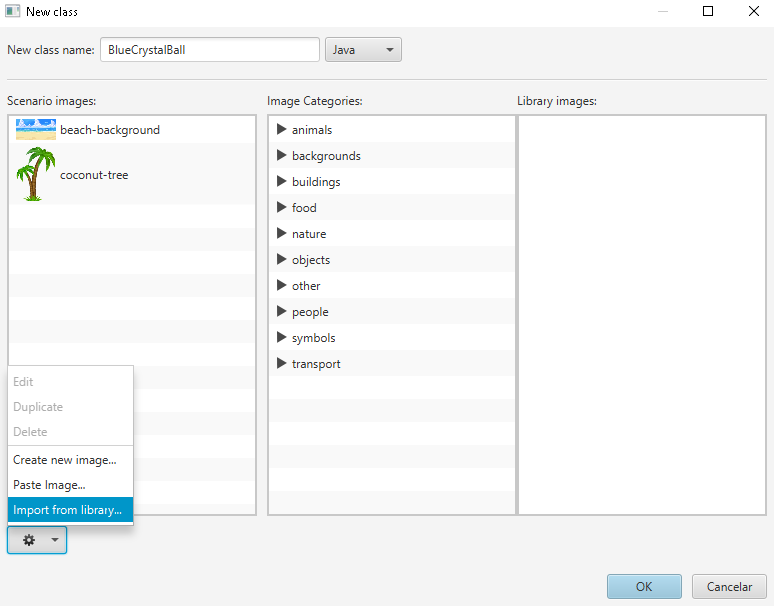 New class
New class name: BlueCrystalBall Java
Scenario images: Image Categories: Library images:
beach-background
coconut-tree
animals
backgrounds
buildings
food
nature
objects
other
people
symbols
transport
Edit
Duplicate
Delete
Create new image...
Paste Image...
Import from library...
OK Cancelar